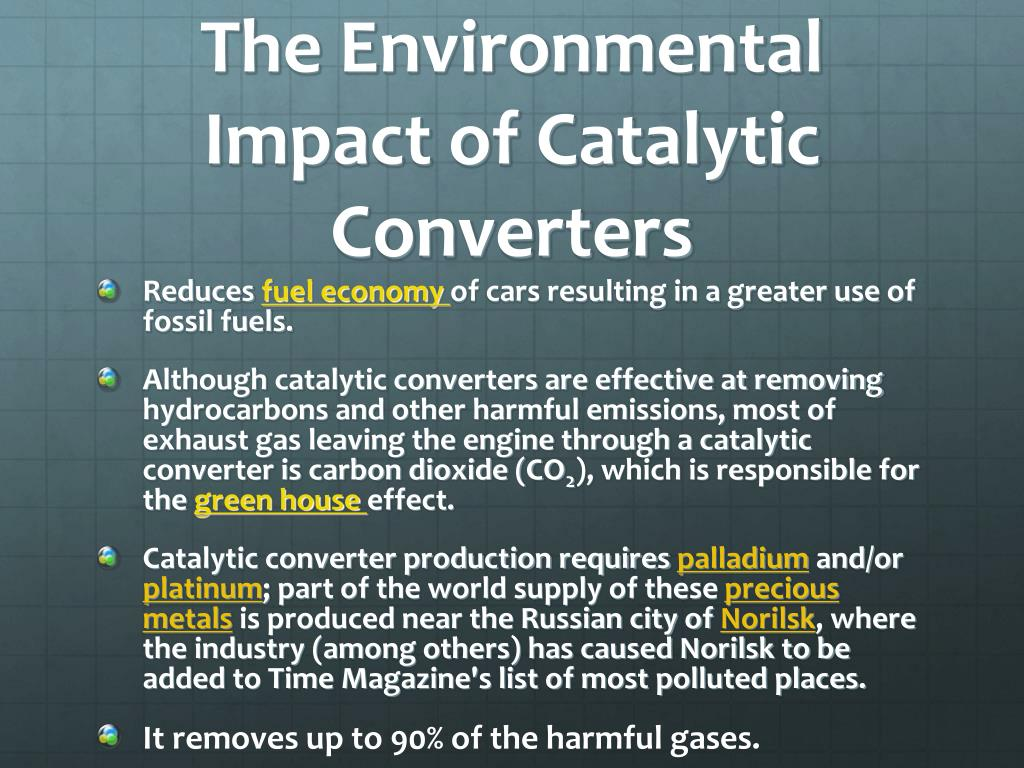 The Environmental
Impact of Catalytic
Converters
Reduces fuel economy of cars resulting in a greater use of
fossil fuels.
Although catalytic converters are effective at removing
hydrocarbons and other harmful emissions, most of
exhaust gas leaving the engine through a catalytic
converter is carbon dioxide (CO₂), which is responsible for
the green house effect.
Catalytic converter production requires palladium and/or
platinum; part of the world supply of these precious
metals is produced near the Russian city of Norilsk, where
the industry (among others) has caused Norilsk to be
added to Time Magazine's list of most polluted places.
It removes up to 90% of the harmful gases.